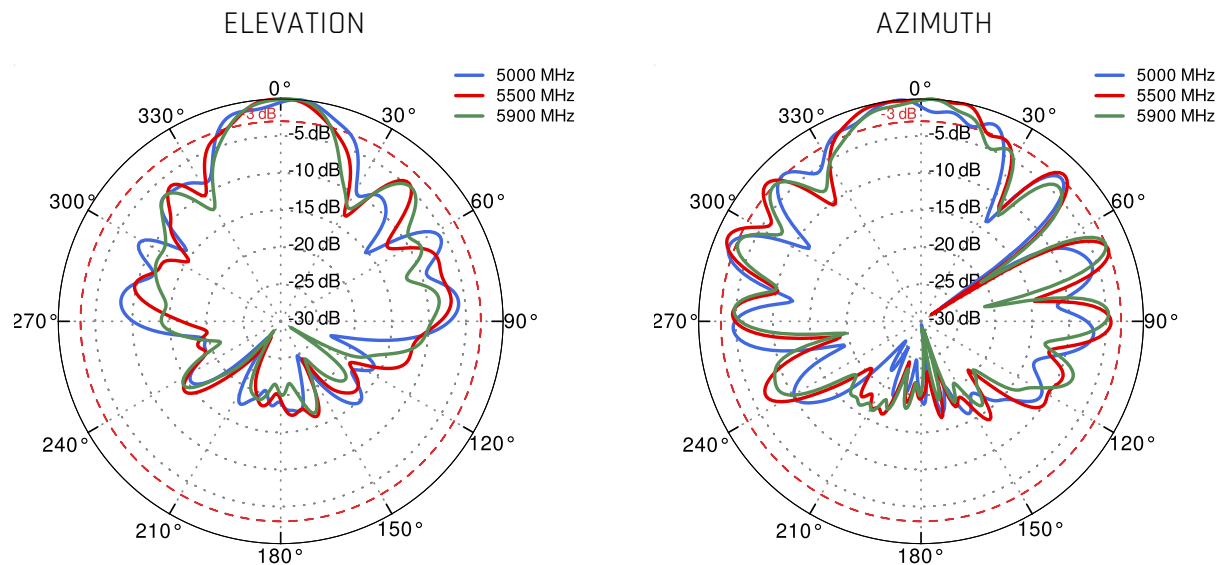 ELEVATION
5000 MHz
5500 MHz
5900 MHz
0°
30°
60°
90°
120°
150°
180°
210°
240°
270°
300°
330°
-3 dB
-5 dB
-10 dB
-15 dB
-20 dB
-25 dB
-30 dB
AZIMUTH
5000 MHz
5500 MHz
5900 MHz
0°
30°
60°
90°
120°
150°
180°
210°
240°
270°
300°
330°
-3 dB
-5 dB
-10 dB
-15 dB
-20 dB
-25 dB
-30 dB